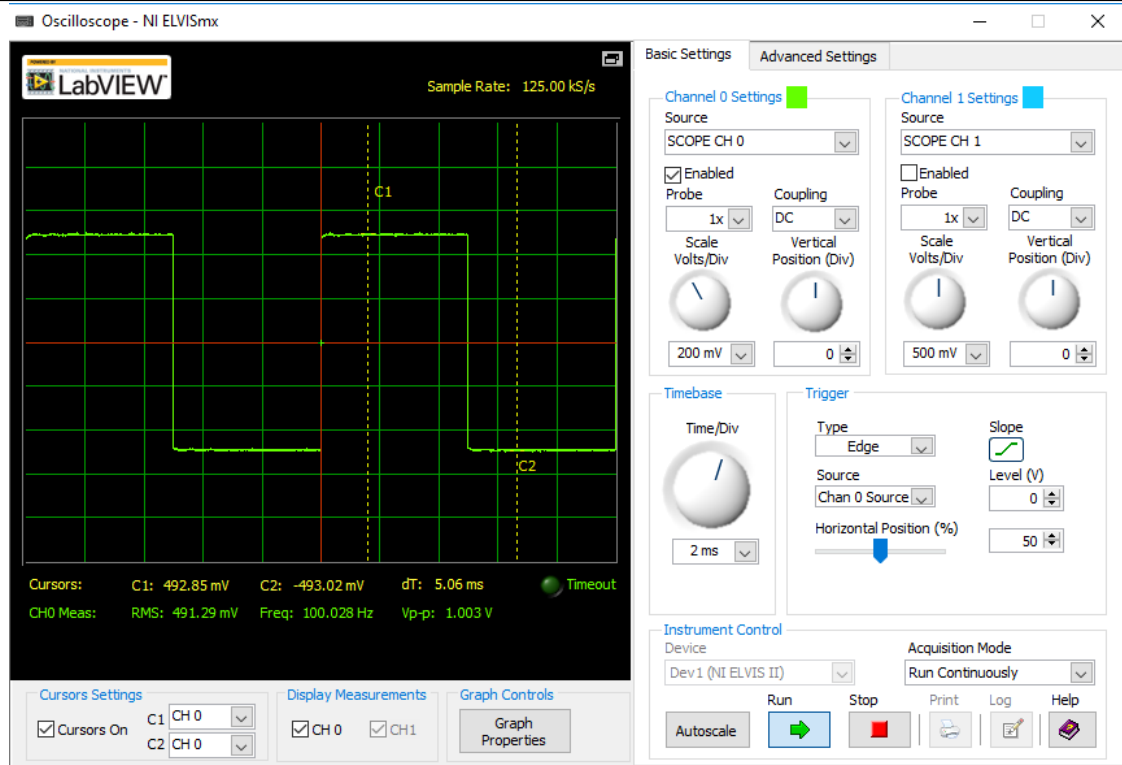 Oscilloscope - NI ELVISmx
POWERED BY
NATIONAL INSTRUMENTS
LabVIEW™
Sample Rate: 125.00 kS/s
C1
C2
Cursors: C1: 492.85 mV C2: -493.02 mV dT: 5.06 ms Timeout
CH0 Meas: RMS: 491.29 mV Freq: 100.028 Hz Vp-p: 1.003 V
Cursors Settings
Cursors On
C1 CH 0
C2 CH 0
Display Measurements
CH 0 CH1
Graph Controls
Graph
Properties
Basic Settings Advanced Settings
Channel 0 Settings
Source
SCOPE CH 0
Enabled
Probe Coupling
1x DC
Scale Vertical
Volts/Div Position (Div)
200 mV 0
Channel 1 Settings
Source
SCOPE CH 1
Enabled
Probe Coupling
1x DC
Scale Vertical
Volts/Div Position (Div)
500 mV 0
Timebase
Time/Div
2 ms
Trigger
Type Slope
Edge
Source Level (V)
Chan 0 Source 0
Horizontal Position (%)
50
Instrument Control
Device Acquisition Mode
Dev1 (NI ELVIS II) Run Continuously
Run Stop Print Log Help
Autoscale